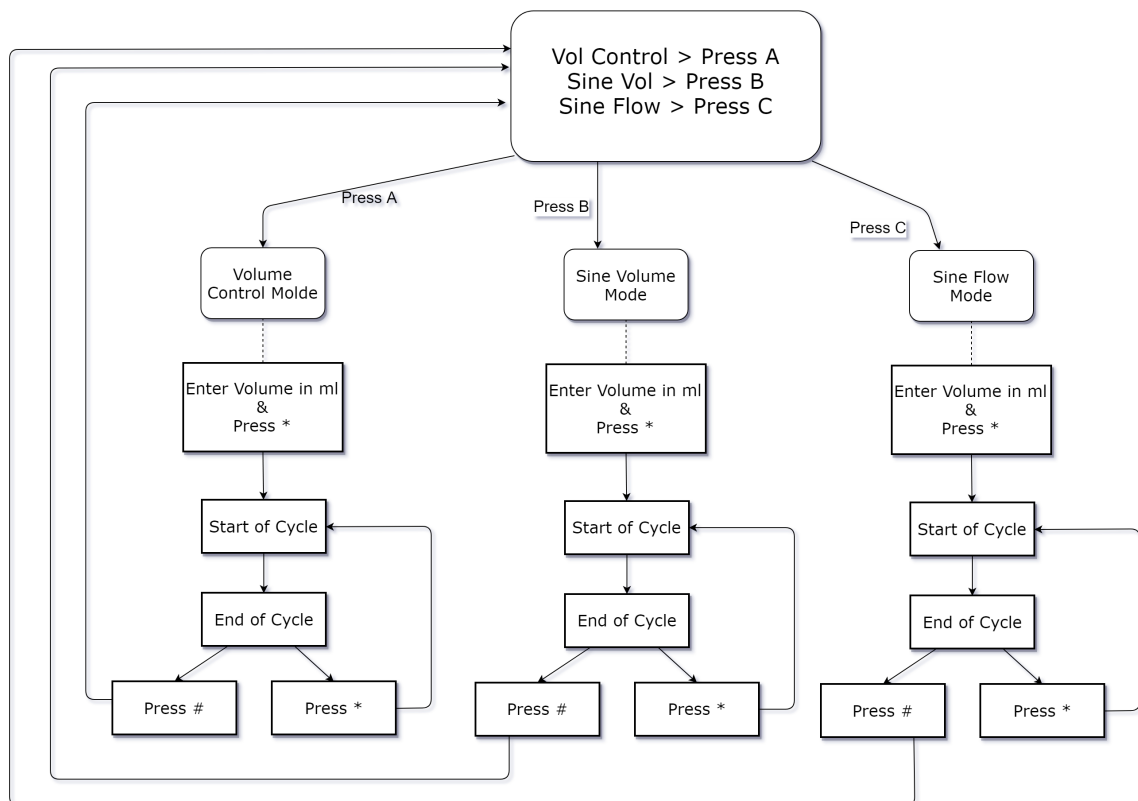 Vol Control > Press A
Sine Vol > Press B
Sine Flow > Press C
Press A
Press B
Press C
Volume
Control Molde
Sine Volume
Mode
Sine Flow
Mode
Enter Volume in ml
&
Press *
Enter Volume in ml
&
Press *
Enter Volume in ml
&
Press *
Start of Cycle
Start of Cycle
Start of Cycle
End of Cycle
End of Cycle
End of Cycle
Press #
Press *
Press #
Press *
Press #
Press *